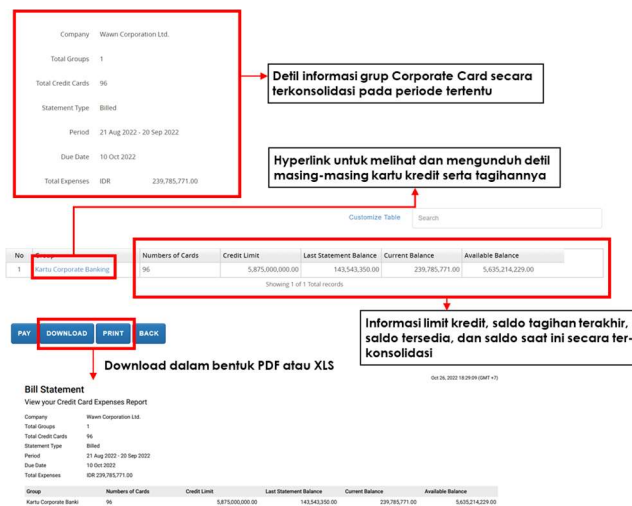 Company Wawn Corporation Ltd.
Total Groups 1
Total Credit Cards 96
Statement Type Billed
Period 21 Aug 2022 - 20 Sep 2022
Due Date 10 Oct 2022
Total Expenses IDR 239,785,771.00
Detil informasi grup Corporate Card secara
terkonsolidasi pada periode tertentu
Hyperlink untuk melihat dan mengunduh detil
masing-masing kartu kredit serta tagihannya
Customize Table Search
No Group Numbers of Cards Credit Limit Last Statement Balance Current Balance Available Balance
1 Kartu Corporate Banking 96 5,875,000,000.00 143,543,350.00 239,785,771.00 5,635,214,229.00
Showing 1 of 1 Total records
Informasi limit kredit, saldo tagihan terakhir,
saldo tersedia, dan saldo saat ini secara ter-
konsolidasi
PAY DOWNLOAD PRINT BACK
Download dalam bentuk PDF atau XLS
Oct 26, 2022 18:29:09 (GMT +7)
Bill Statement
View your Credit Card Expenses Report
Company Wawn Corporation Ltd.
Total Groups 1
Total Credit Cards 96
Statement Type Billed
Period 21 Aug 2022 - 20 Sep 2022
Due Date 10 Oct 2022
Total Expenses IDR 239,785,771.00
Group Numbers of Cards Credit Limit Last Statement Balance Current Balance Available Balance
Kartu Corporate Banki 96 5,875,000,000.00 143,543,350.00 239,785,771.00 5,635,214,229.00